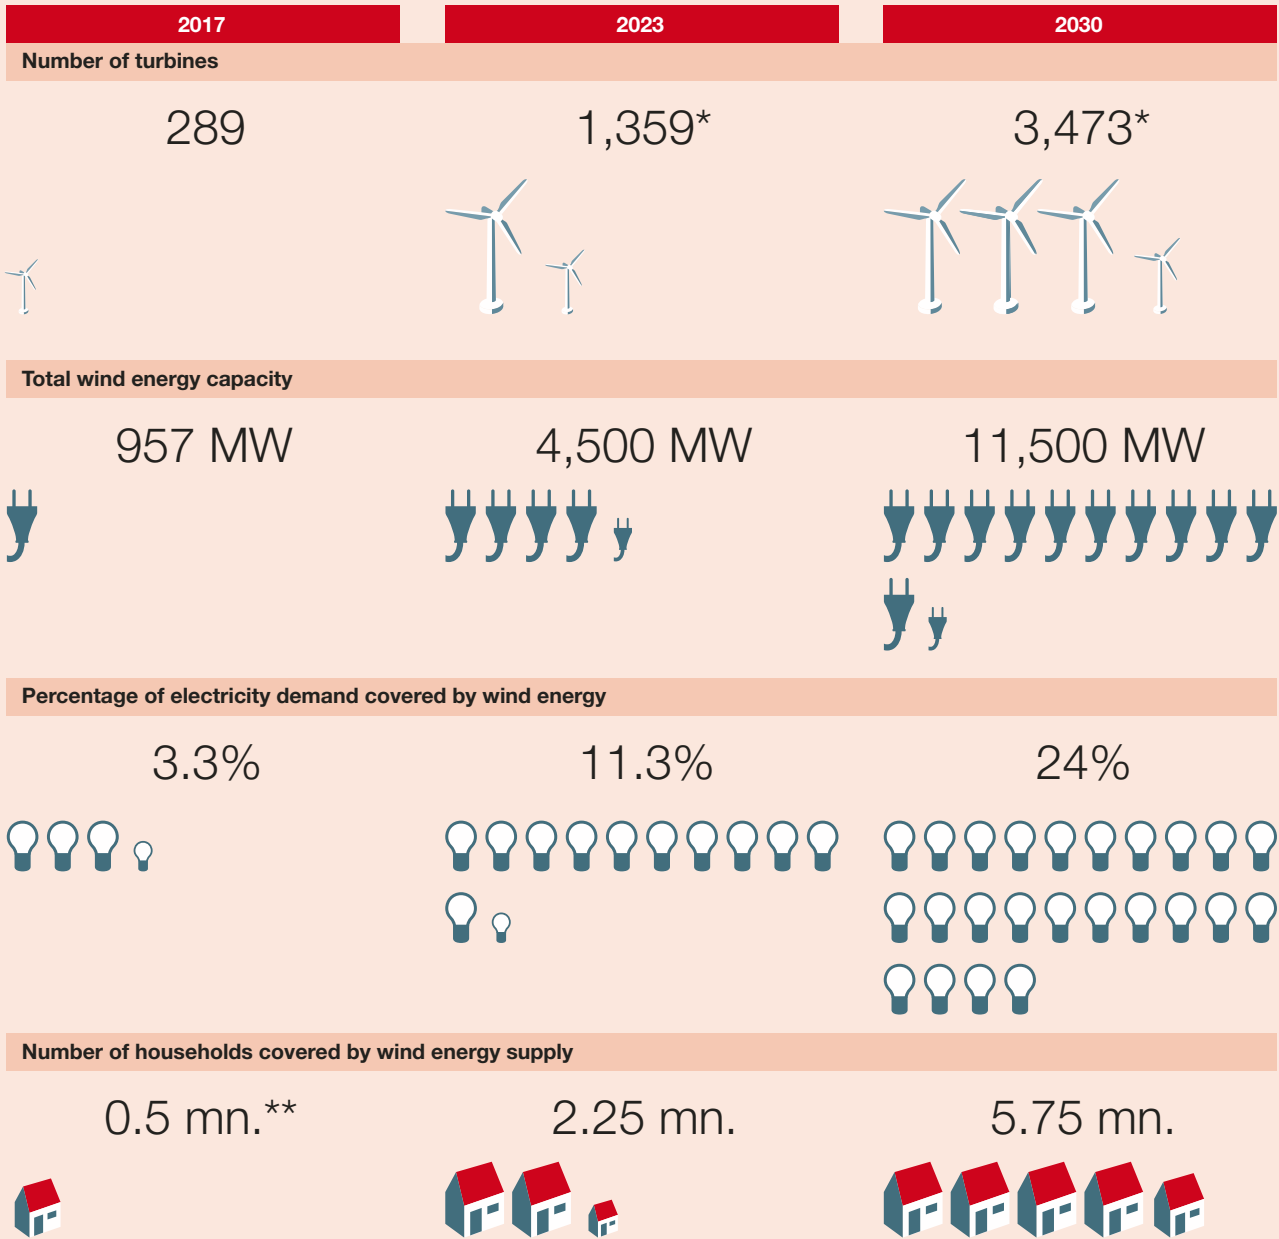 2017 2023 2030
Number of turbines
289 1,359* 3,473*
Total wind energy capacity
957 MW 4,500 MW 11,500 MW
Percentage of electricity demand covered by wind energy
3.3% 11.3% 24%
Number of households covered by wind energy supply
0.5 mn.** 2.25 mn. 5.75 mn.